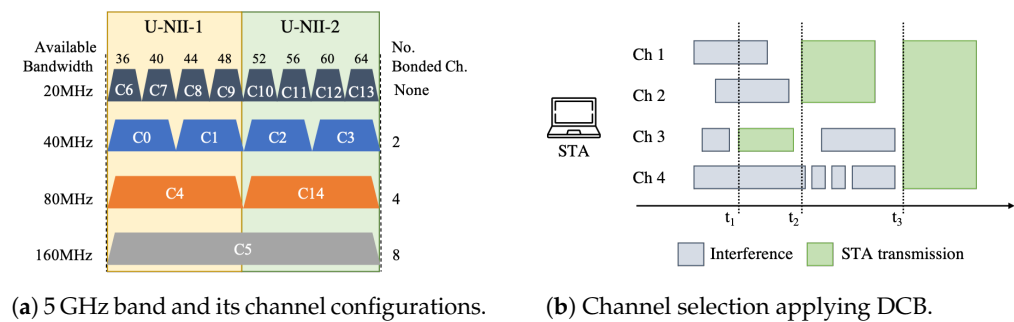 U-NII-1 U-NII-2
Available Bandwidth
No. Bonded Ch.
36 40 44 48 52 56 60 64
20MHz C6 C7 C8 C9 C10 C11 C12 C13 None
40MHz C0 C1 C2 C3 2
80MHz C4 C14 4
160MHz C5 8
(a) 5 GHz band and its channel configurations.
Ch 1
Ch 2
Ch 3
Ch 4
STA
t1 t2 t3
Interference STA transmission
(b) Channel selection applying DCB.